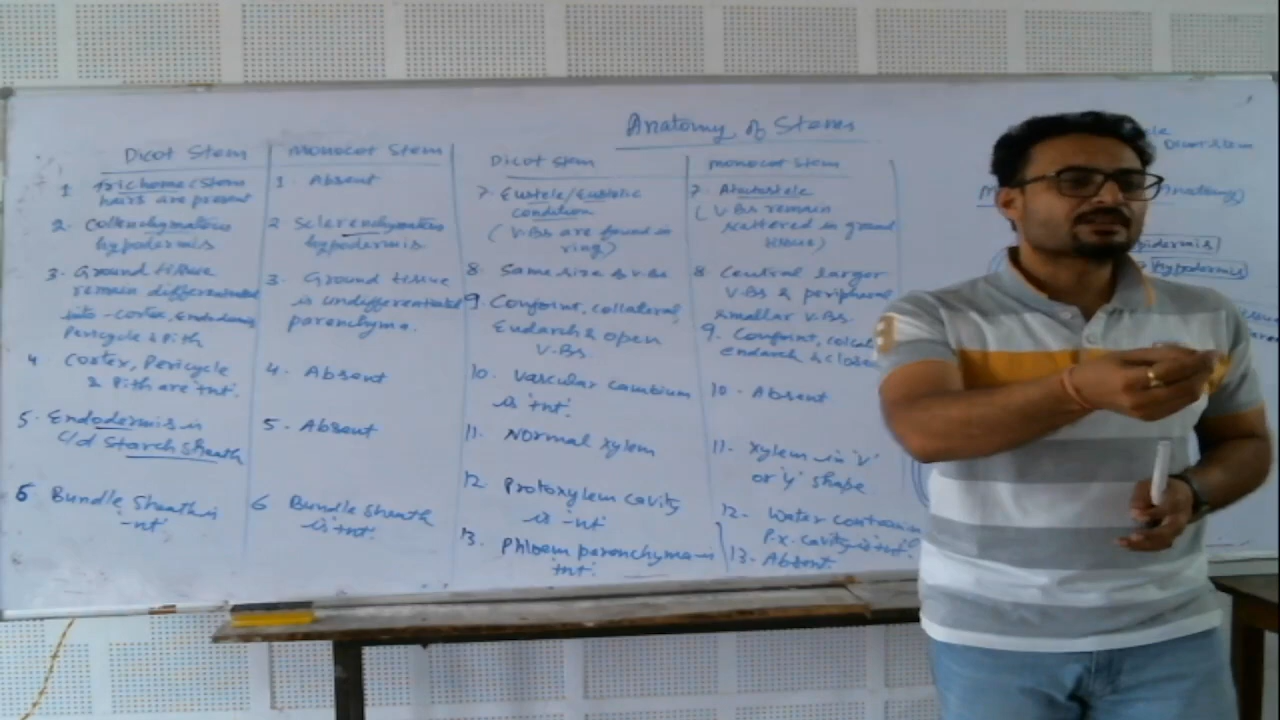 Anatomy of Stems
Dicot Stem
1 Trichome (Stem
hairs are present
2. Collenchymatous
hypodermis
3. Ground tissue
remain differentiated
into - Cortex, Endodermis
Pericycle & Pith
4 Cortex, Pericycle
& Pith are +nt.
5. Endodermis is
c/d Starch sheath
6 Bundle Sheath is
-nt.
Monocot Stem
1. Absent
2 Sclerenchymatous
hypodermis
3. Ground tissue
is undifferentiated
parenchyma.
4. Absent
5. Absent
6 Bundle Sheath
is +nt.
Dicot Stem
7. Eustele/Eustelic
condition
( V.Bs are found in
ring)
8. Same size of V.Bs
9. Conjoint, collateral,
Endarch & open
V.Bs
10. Vascular cambium
is +nt.
11. Normal xylem
12. Protoxylem cavity
is -nt
13. Phloem parenchyma is
+nt.
Monocot Stem
7. Atactostele
( V.Bs remain
scattered in ground
tissue)
8. Central larger
V.Bs & peripheral
smaller V.Bs.
9. Conjoint,
endarch & closed
10. Absent
11. Xylem in 'V'
or 'Y' shape
12. Water containing
P.x. cavity is +nt.
13. Absent.
Dicot Stem
Anatomy)
hypodermis